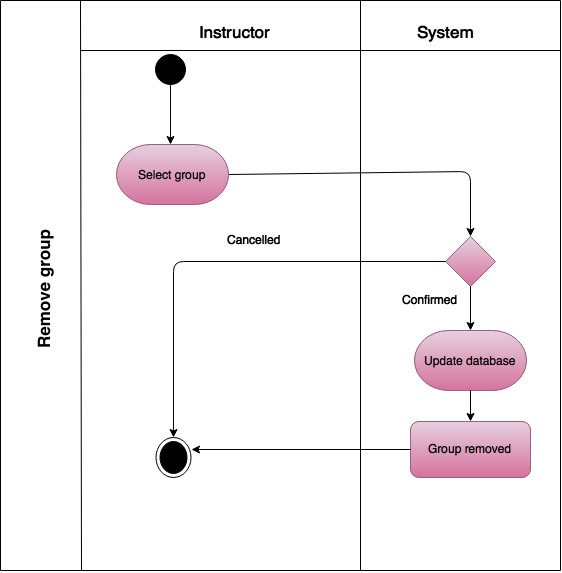 Instructor
System
Remove group
Select group
Cancelled
Confirmed
Update database
Group removed